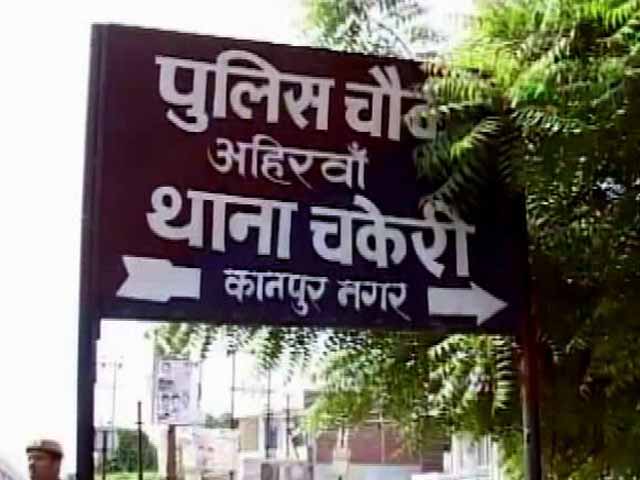 पुलिस चौकी
अहिरवाँ
थाना चकेरी
कानपुर नगर